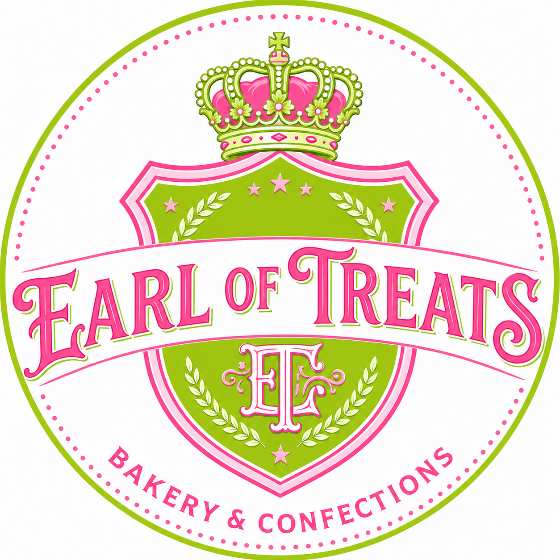 EARL OF TREATS
ET
BAKERY & CONFECTIONS